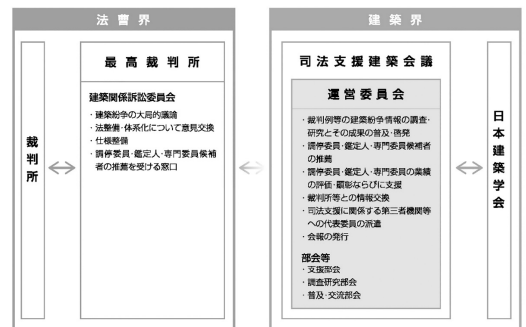 法曹界
裁判所
最高裁判所
建築関係訴訟委員会
・建築紛争の大局的議論
・法整備・体系化について意見交換
・仕様整備
・調停委員・鑑定人・専門委員候補
者の推薦を受ける窓口
建築界
司法支援建築会議
運営委員会
・裁判例等の建築紛争情報の調査・
研究とその成果の普及・啓発
・調停委員・鑑定人・専門委員候補者
の推薦
・調停委員・鑑定人・専門委員の業績
の評価・顕彰ならびに支援
・裁判所等との情報交換
・司法支援に関係する第三者機関等
への代表委員の派遣
・会報の発行
部会等
・支援部会
・調査研究部会
・普及・交流部会
日本建築学会